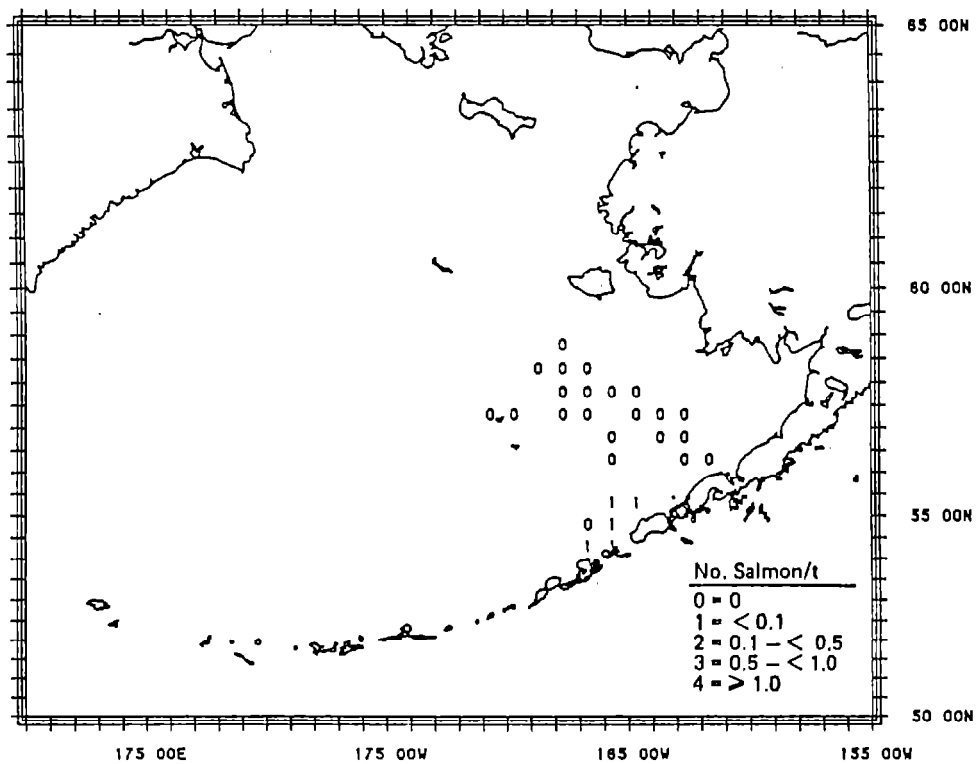 65 00N
60 00N
0
0 0 0
0 0 0 0
0 0 0 0 0 0 0
0 0 0
0 0 0
1 1
55 00N
0 1
1 1
No. Salmon/t
0 = 0
1 = < 0.1
2 = 0.1 – < 0.5
3 = 0.5 – < 1.0
4 = > 1.0
50 00N
175 00E 175 00W 165 00W 155 00W